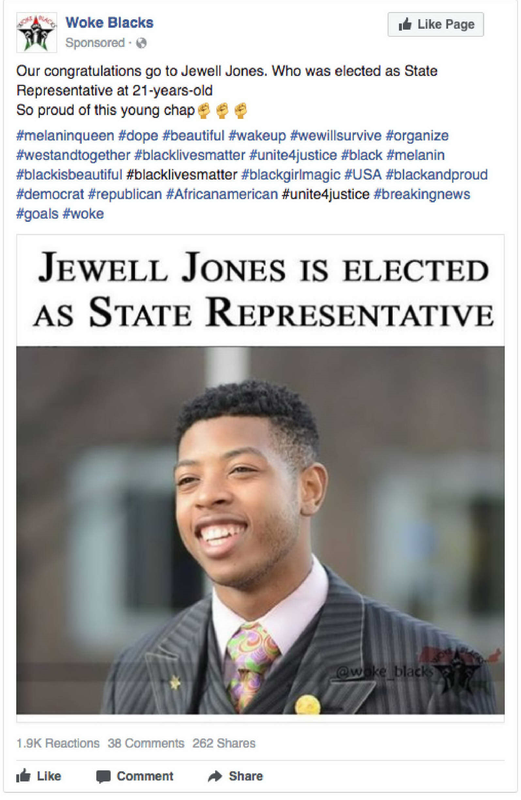 Woke Blacks
Sponsored ·
Like Page
Our congratulations go to Jewell Jones. Who was elected as State
Representative at 21-years-old
So proud of this young chap✊✊✊
#melaninqueen #dope #beautiful #wakeup #wewillsurvive #organize
#westandtogether #blacklivesmatter #unite4justice #black #melanin
#blackisbeautiful #blacklivesmatter #blackgirlmagic #USA #blackandproud
#democrat #republican #Africanamerican #unite4justice #breakingnews
#goals #woke
JEWELL JONES IS ELECTED
AS STATE REPRESENTATIVE
@woke_blacks
1.9K Reactions 38 Comments 262 Shares
Like Comment Share